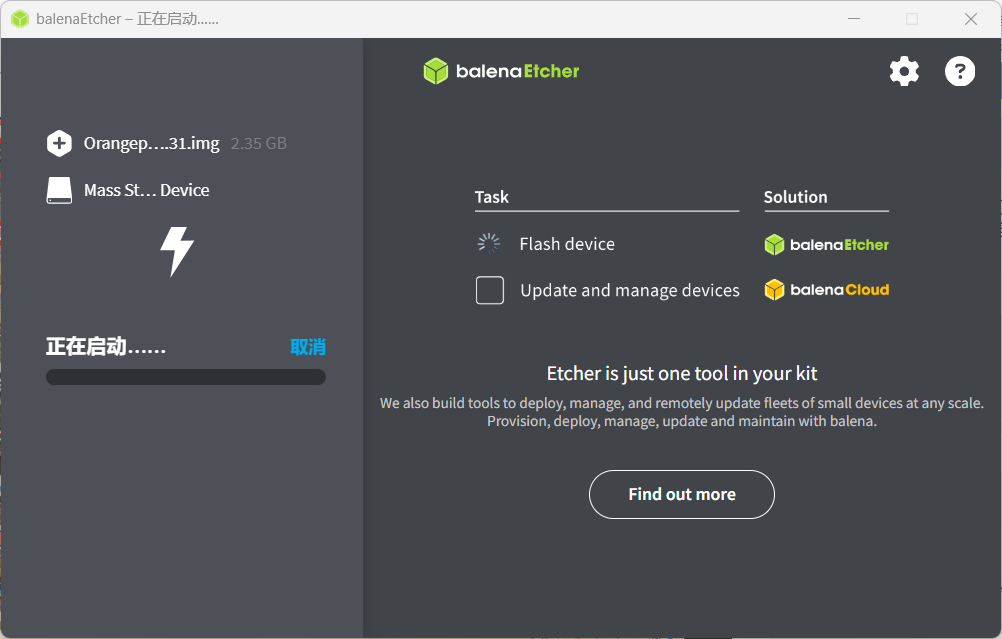 balenaEtcher – 正在启动……
balenaEtcher
Orangep….31.img 2.35 GB
Mass St… Device
正在启动…… 取消
Task Solution
Flash device balenaEtcher
Update and manage devices balenaCloud
Etcher is just one tool in your kit
We also build tools to deploy, manage, and remotely update fleets of small devices at any scale.
Provision, deploy, manage, update and maintain with balena.
Find out more